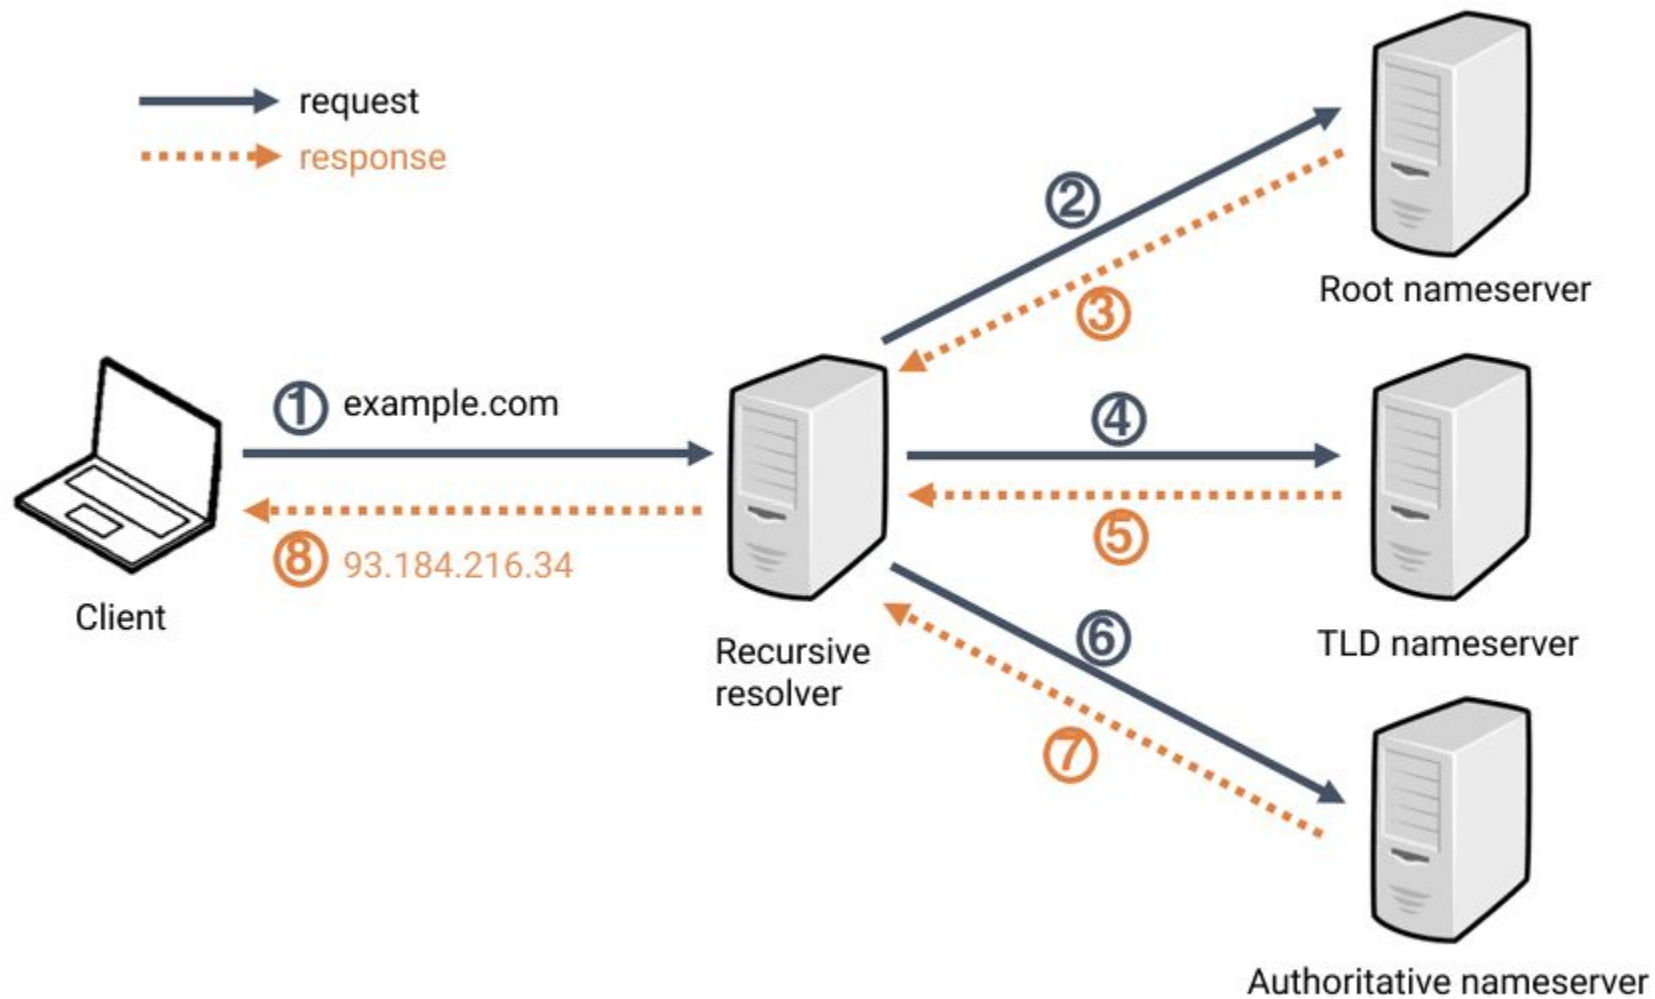 request
response
②
③
Root nameserver
① example.com
④
⑤
⑧ 93.184.216.34
Client
Recursive
resolver
⑥
TLD nameserver
⑦
Authoritative nameserver